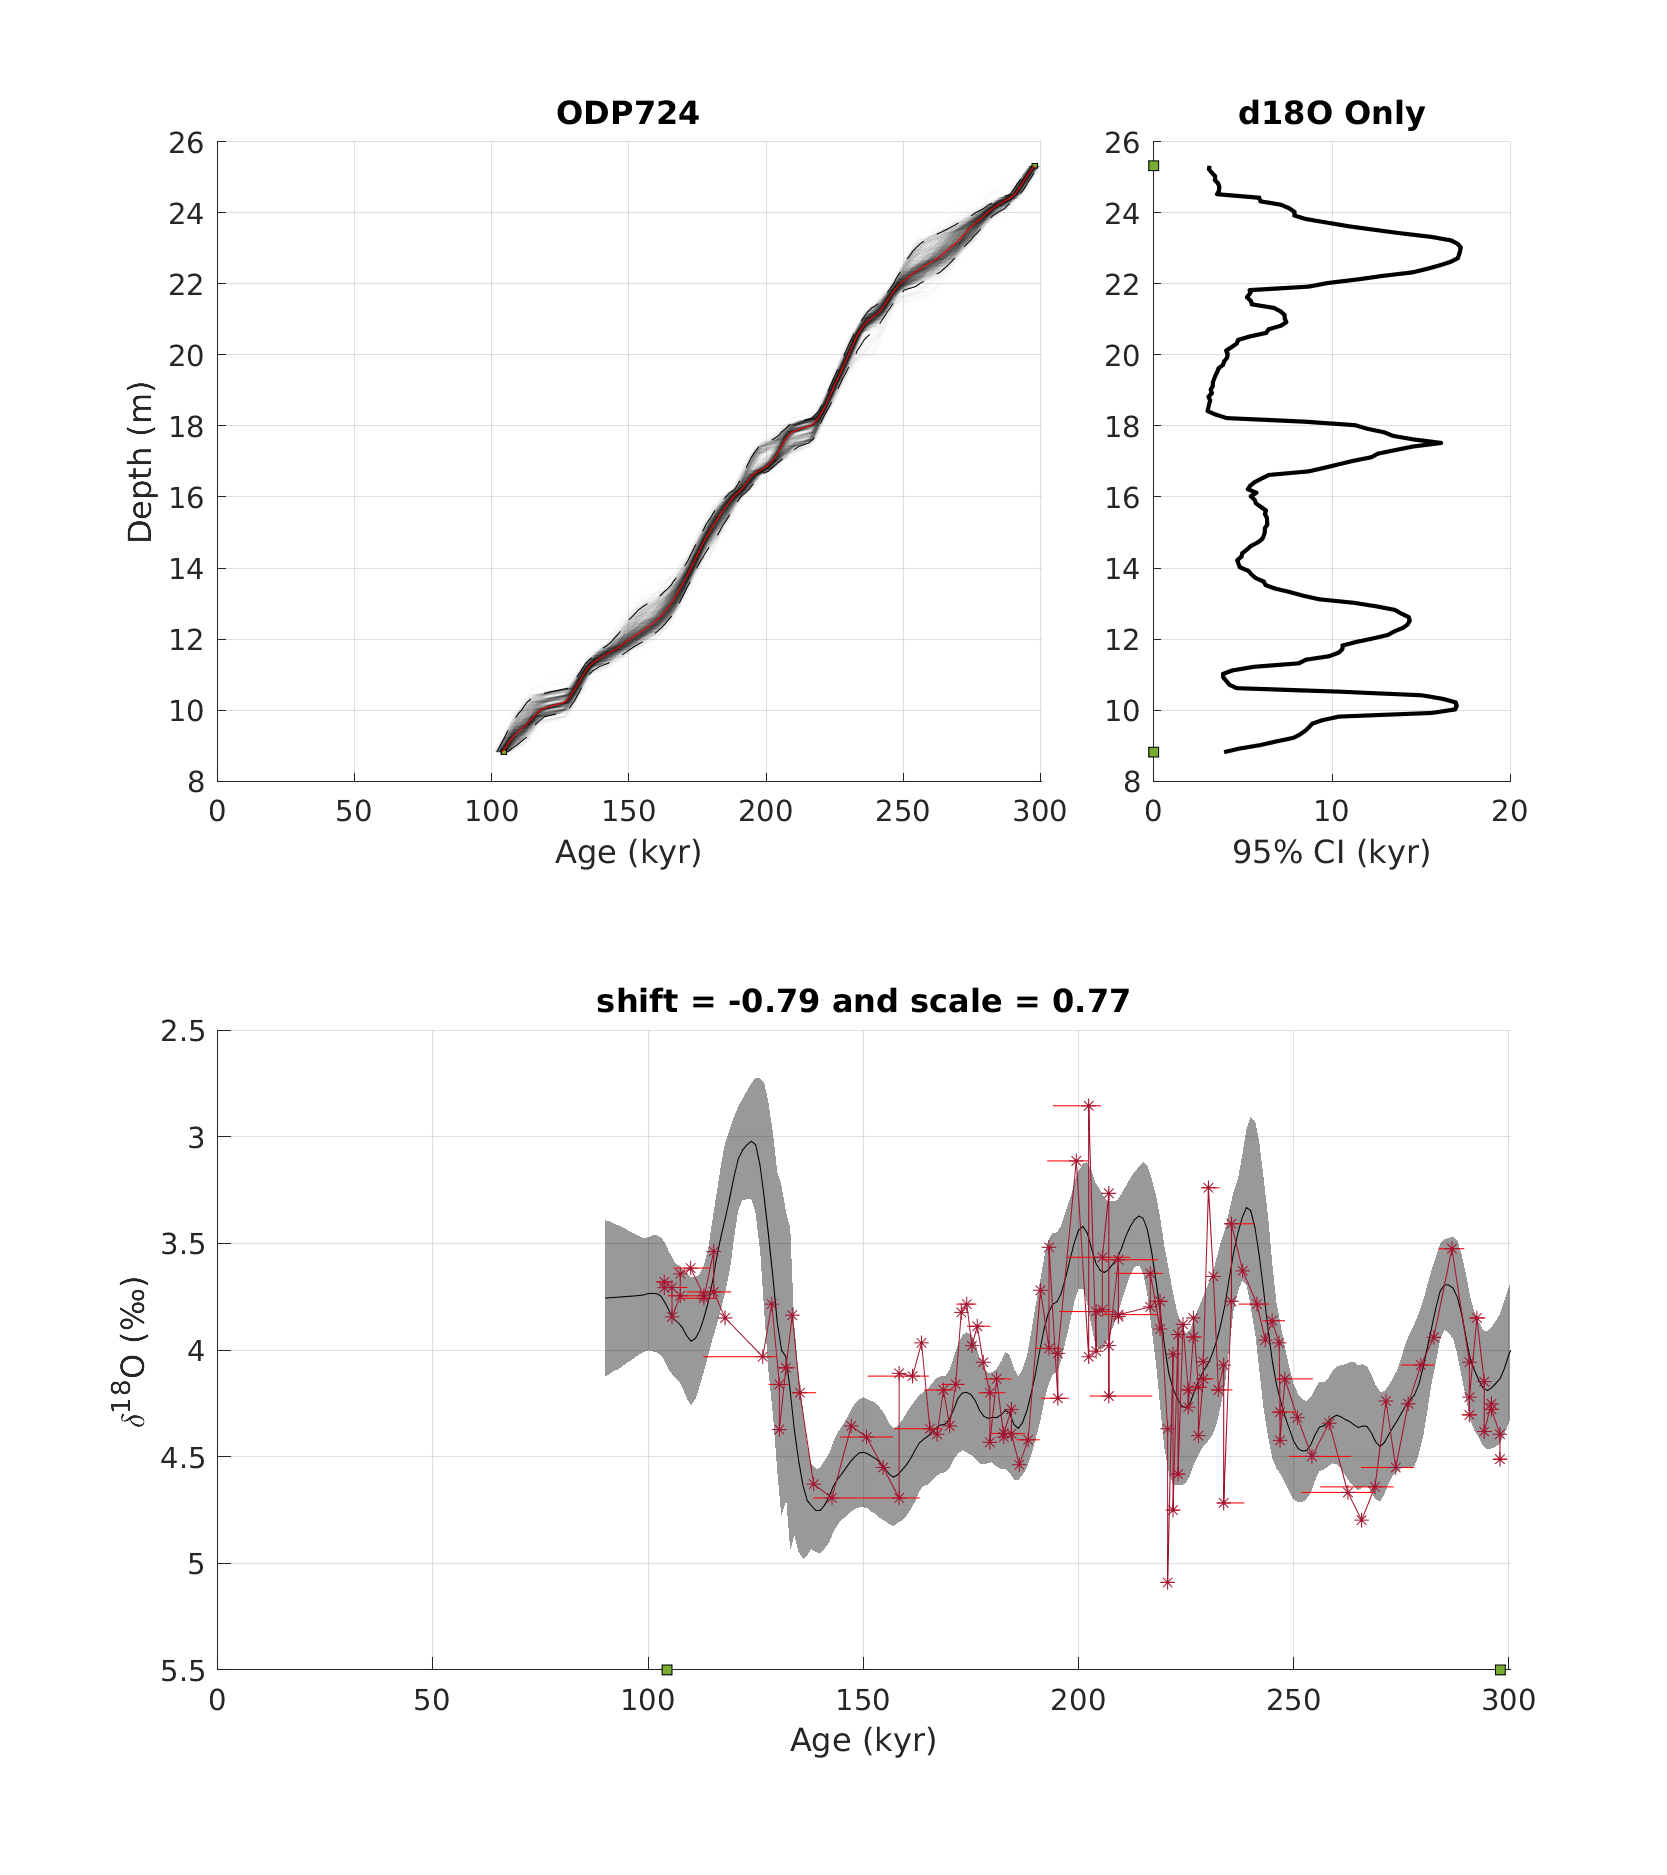 ODP724
d18O Only
26
24
22
20
18
16
14
12
10
8
Depth (m)
0 50 100 150 200 250 300
Age (kyr)
26
24
22
20
18
16
14
12
10
8
0 10 20
95% CI (kyr)
shift = -0.79 and scale = 0.77
2.5
3
3.5
4
4.5
5
5.5
δ18O (‰)
0 50 100 150 200 250 300
Age (kyr)